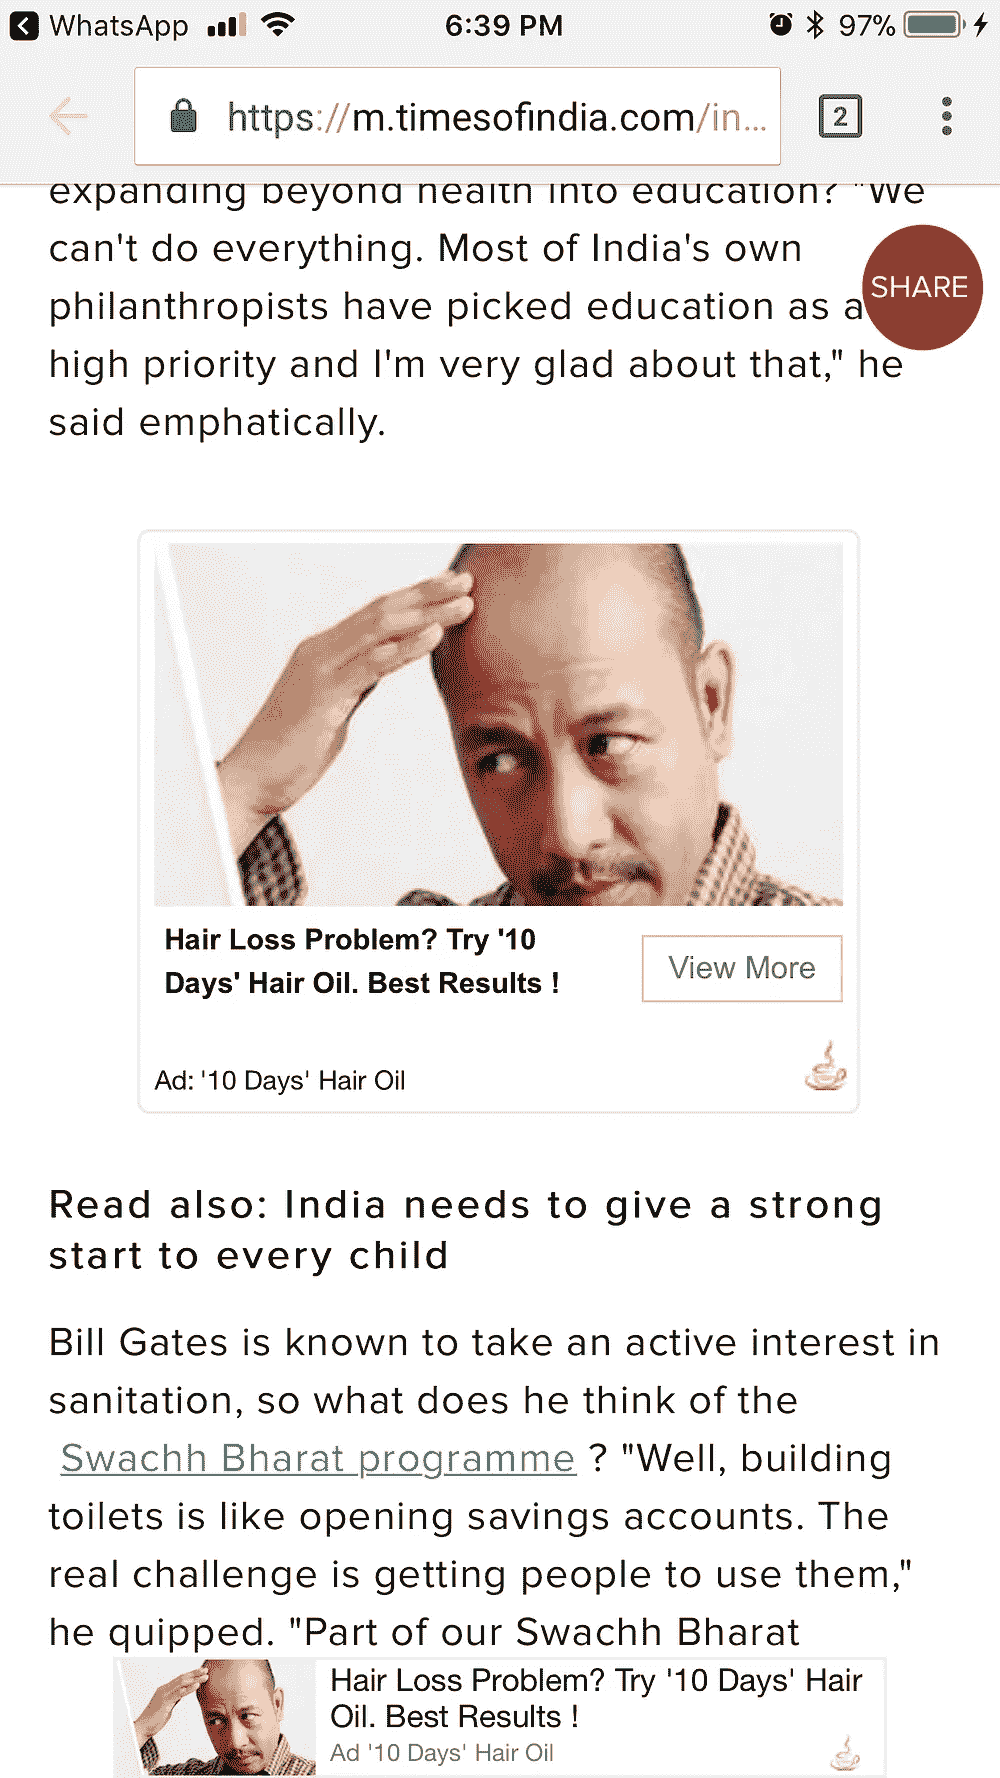 WhatsApp 6:39 PM 97%
https://m.timesofindia.com/in... 2
expanding beyond health into education? "We
can't do everything. Most of India's own
philanthropists have picked education as a
SHARE
high priority and I'm very glad about that," he
said emphatically.
Hair Loss Problem? Try '10
Days' Hair Oil. Best Results !
View More
Ad: '10 Days' Hair Oil
Read also: India needs to give a strong
start to every child
Bill Gates is known to take an active interest in
sanitation, so what does he think of the
Swachh Bharat programme ? "Well, building
toilets is like opening savings accounts. The
real challenge is getting people to use them,"
he quipped. "Part of our Swachh Bharat
Hair Loss Problem? Try '10 Days' Hair
Oil. Best Results !
Ad '10 Days' Hair Oil